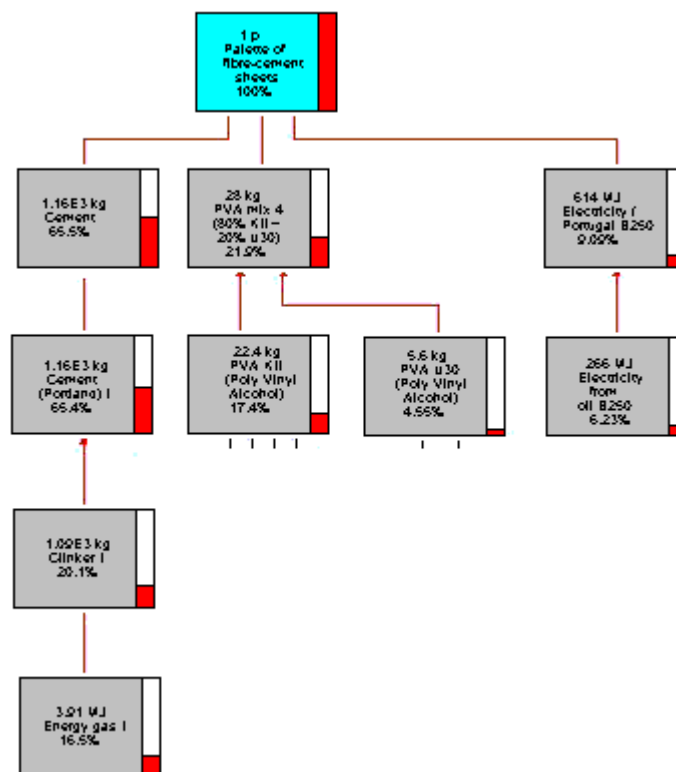 1 p
Palette of
fibre-cement
sheets
100%
1.16E3 kg
Cement
65.5%
28 kg
PVA mix 4
(80% KII –
20% u30)
21.9%
614 MJ
Electricity
Portugal B250
9.09%
1.16E3 kg
Cement
(Portland) I
65.4%
22.4 kg
PVA KII
(Poly Vinyl
Alcohol)
17.4%
5.6 kg
PVA u30
(Poly Vinyl
Alcohol)
4.55%
266 MJ
Electricity
from
oil B250
6.23%
1.09E3 kg
Clinker I
20.1%
3.91 MJ
Energy gas I
16.5%